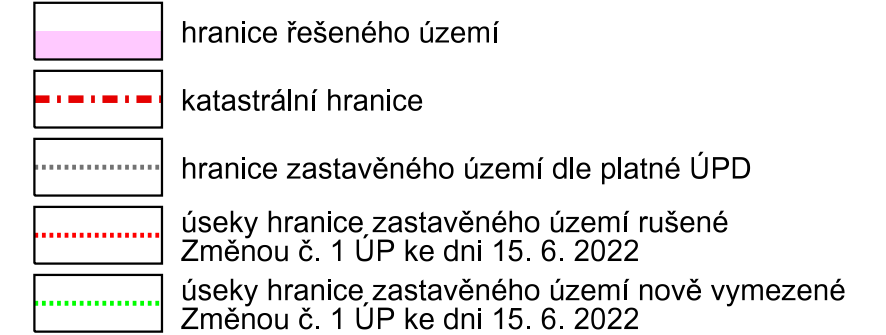 hranice řešeného území
katastrální hranice
hranice zastavěného území dle platné ÚPD
úseky hranice zastavěného území rušené
Změnou č. 1 ÚP ke dni 15. 6. 2022
úseky hranice zastavěného území nově vymezené
Změnou č. 1 ÚP ke dni 15. 6. 2022